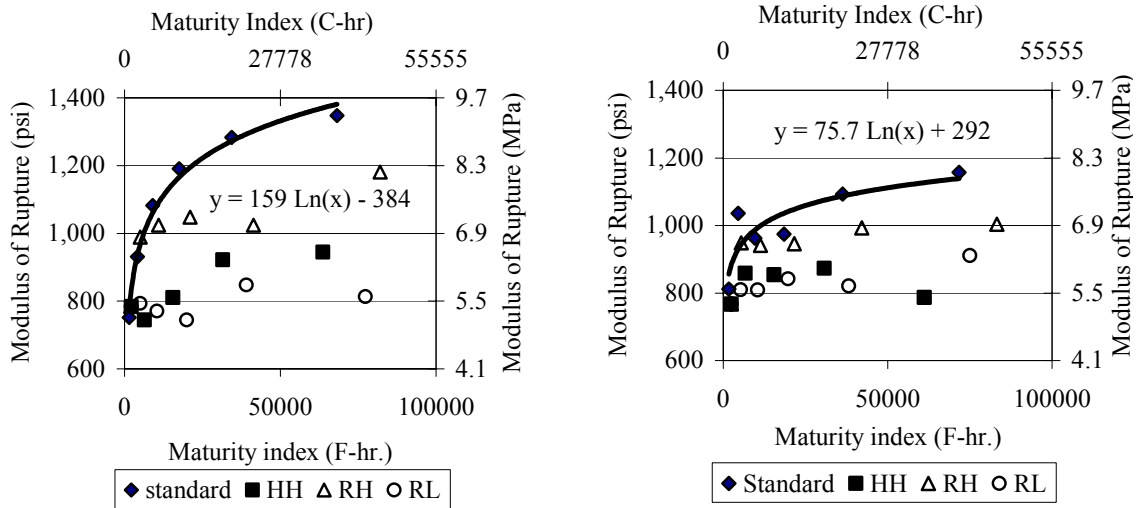 Maturity Index (C-hr)
0 27778 55555
1,400
1,200
1,000
800
600
Modulus of Rupture (psi)
9.7
8.3
6.9
5.5
4.1
Modulus of Rupture (MPa)
y = 159 Ln(x) - 384
0 50000 100000
Maturity index (F-hr.)
standard HH RH RL
Maturity Index (C-hr)
0 27778 55555
1,400
1,200
1,000
800
600
Modulus of Rupture (psi)
9.7
8.3
6.9
5.5
4.1
Modulus of Rupture (MPa)
y = 75.7 Ln(x) + 292
0 50000 100000
Maturity index (F-hr.)
Standard HH RH RL